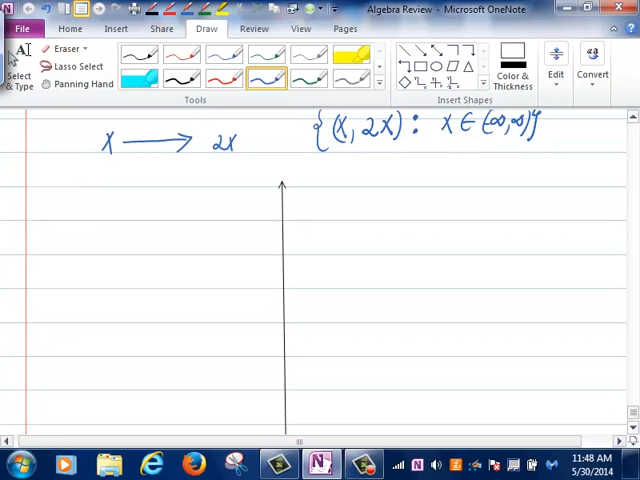 Algebra Review - Microsoft OneNote
File Home Insert Share Draw Review View Pages
Select & Type
Eraser
Lasso Select
Panning Hand
Color & Thickness
Edit
Convert
Tools
Insert Shapes
x ⟶ 2x
{(x, 2x) : x ∈ (-∞,∞)}
11:48 AM
5/30/2014